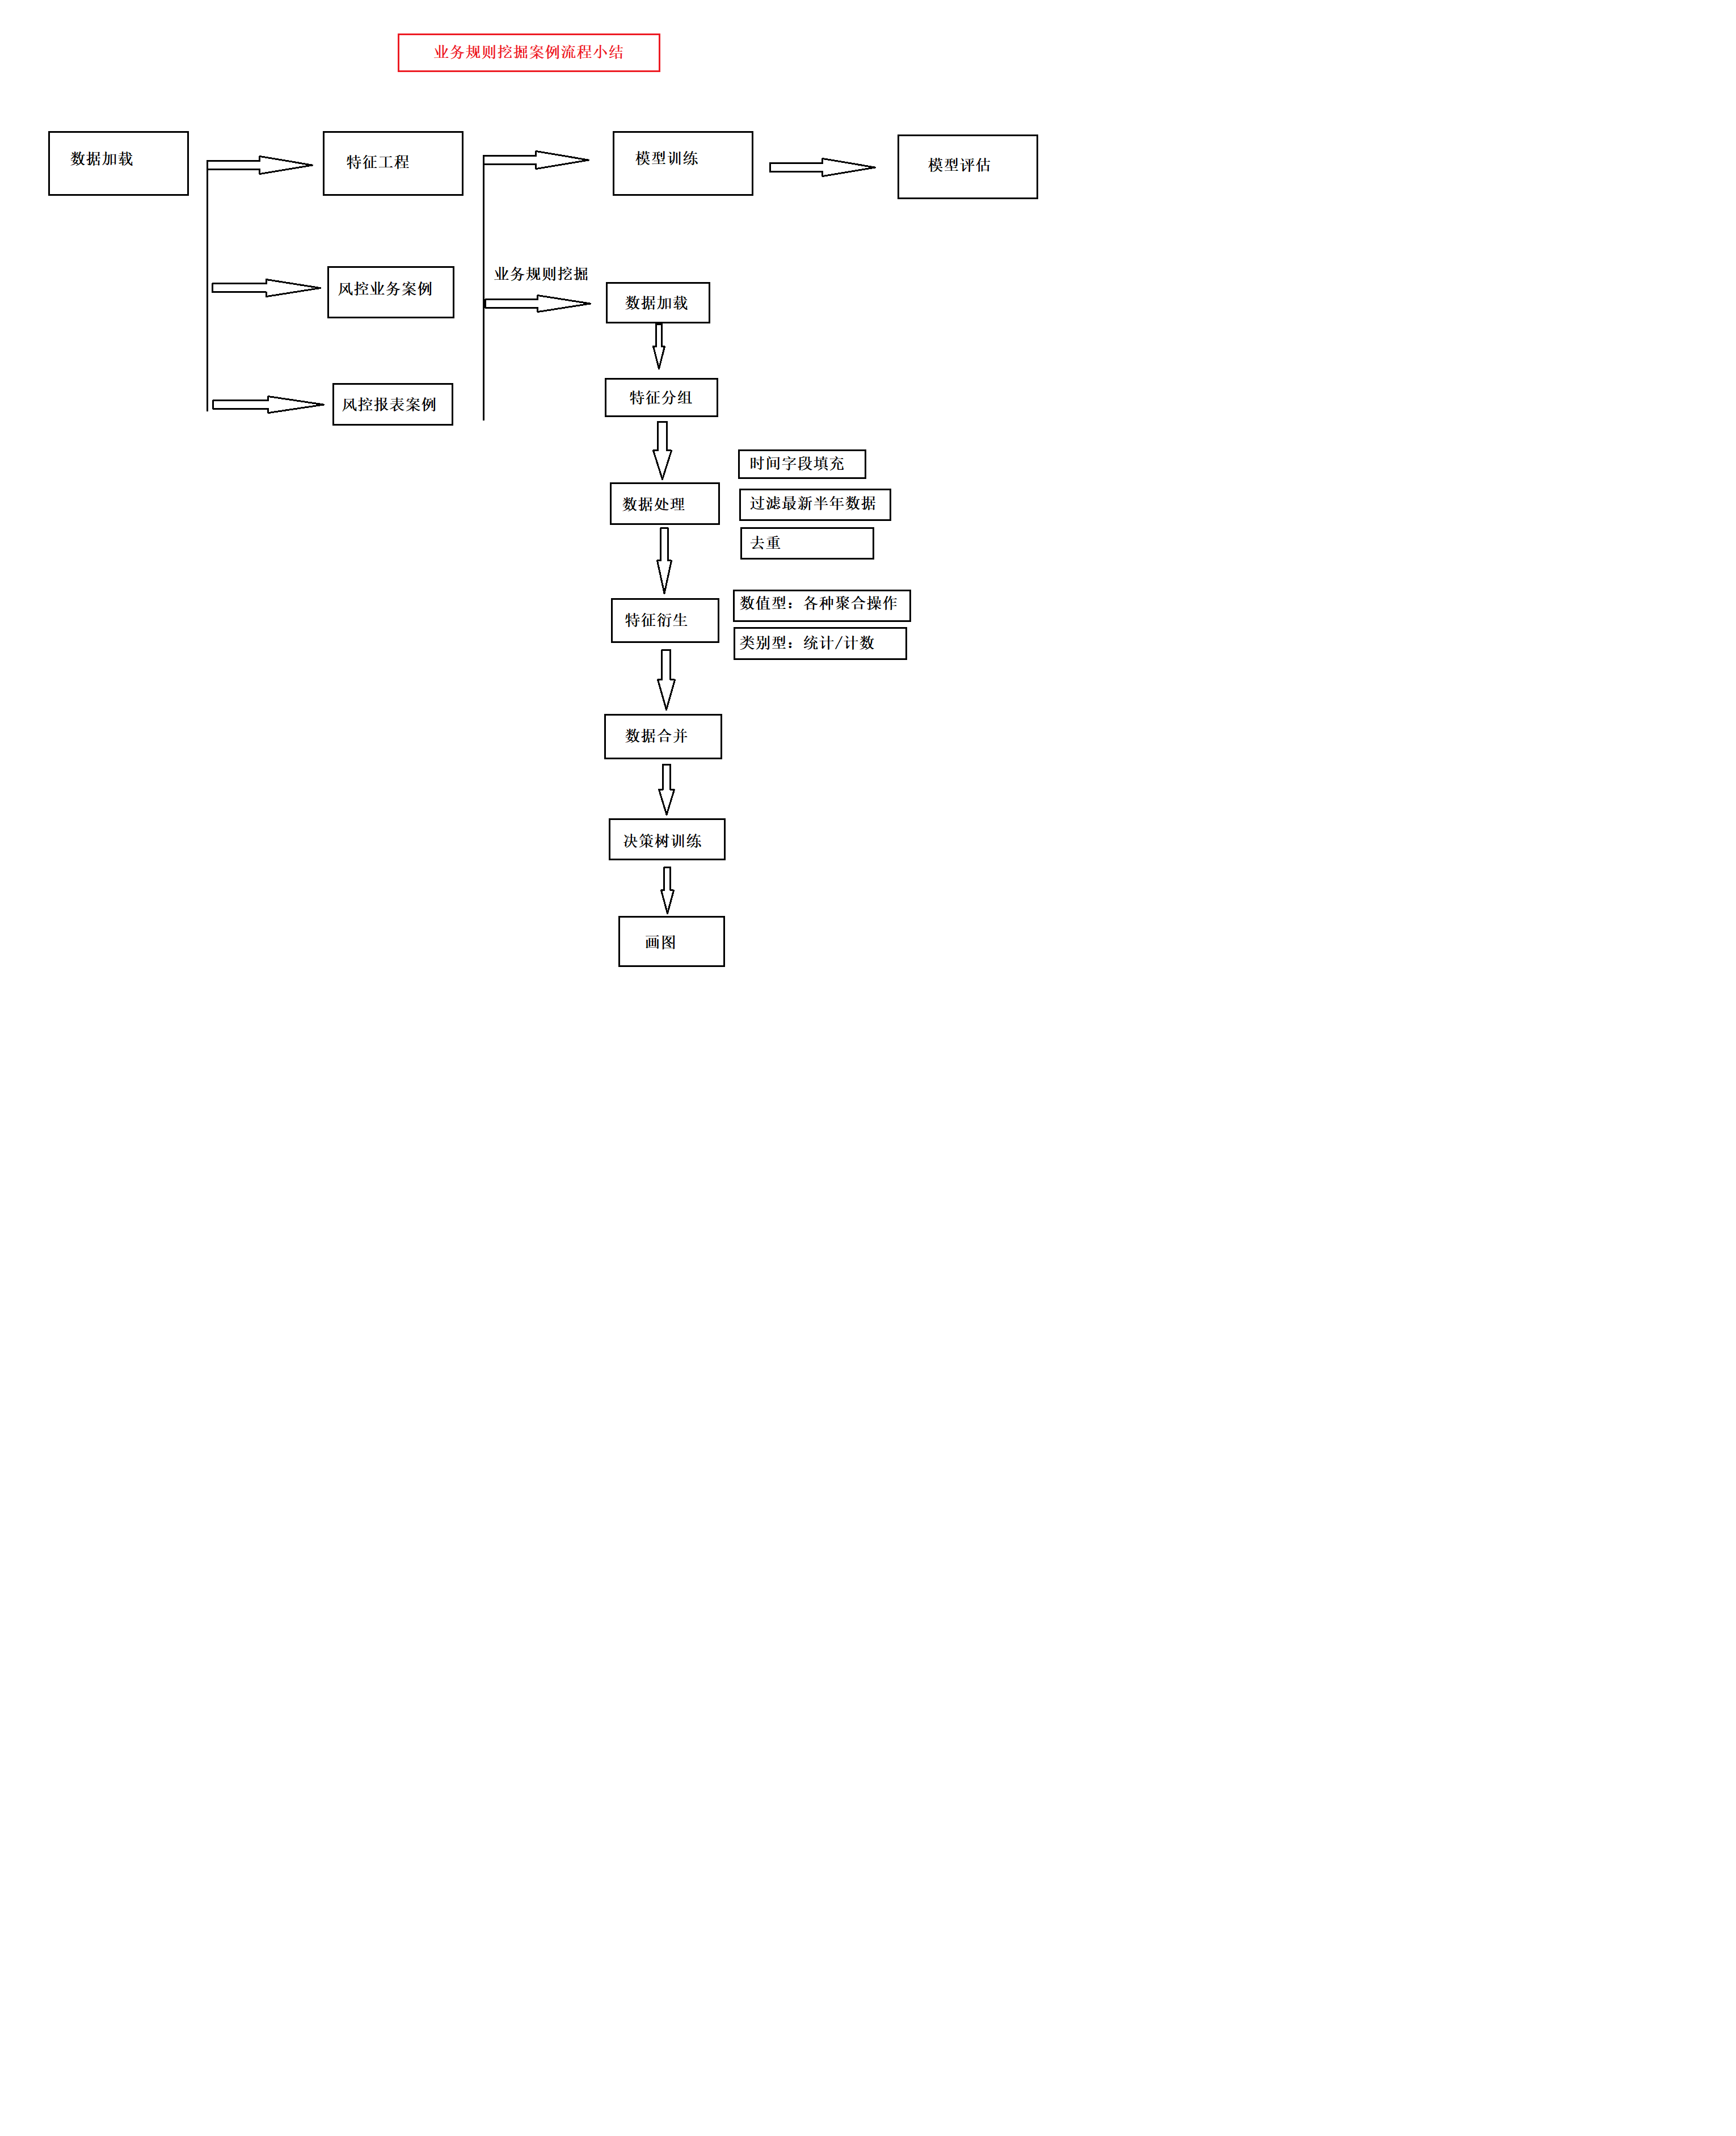 业务规则挖掘案例流程小结
数据加载
特征工程
模型训练
模型评估
风控业务案例
风控报表案例
业务规则挖掘
数据加载
特征分组
数据处理
时间字段填充
过滤最新半年数据
去重
特征衍生
数值型：各种聚合操作
类别型：统计/计数
数据合并
决策树训练
画图